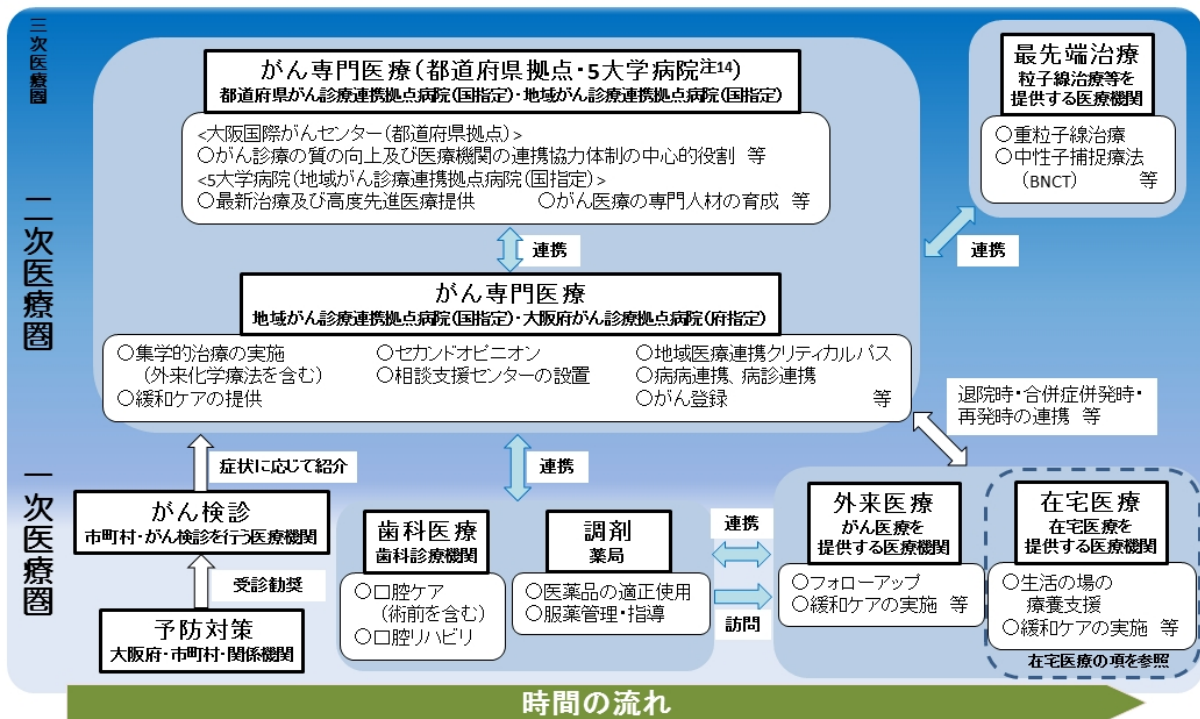 三次医療圏
二次医療圏
一次医療圏
がん専門医療(都道府県拠点・5大学病院注14)
都道府県がん診療連携拠点病院(国指定)・地域がん診療連携拠点病院(国指定)
<大阪国際がんセンター(都道府県拠点)>
○がん診療の質の向上及び医療機関の連携協力体制の中心的役割 等
<5大学病院(地域がん診療連携拠点病院(国指定)>
○最新治療及び高度先進医療提供 ○がん医療の専門人材の育成 等
最先端治療
粒子線治療等を
提供する医療機関
○重粒子線治療
○中性子捕捉療法
(BNCT) 等
連携
連携
がん専門医療
地域がん診療連携拠点病院(国指定)・大阪府がん診療拠点病院(府指定)
○集学的治療の実施
(外来化学療法を含む)
○緩和ケアの提供
○セカンドオピニオン
○相談支援センターの設置
○地域医療連携クリティカルパス
○病病連携、病診連携
○がん登録 等
退院時・合併症併発時・
再発時の連携 等
症状に応じて紹介
連携
がん検診
市町村・がん検診を行う医療機関
受診勧奨
予防対策
大阪府・市町村・関係機関
歯科医療
歯科診療機関
○口腔ケア
(術前を含む)
○口腔リハビリ
調剤
薬局
○医薬品の適正使用
○服薬管理・指導
連携
訪問
外来医療
がん医療を
提供する医療機関
○フォローアップ
○緩和ケアの実施 等
在宅医療
在宅医療を
提供する医療機関
○生活の場の
療養支援
○緩和ケアの実施 等
在宅医療の項を参照
時間の流れ